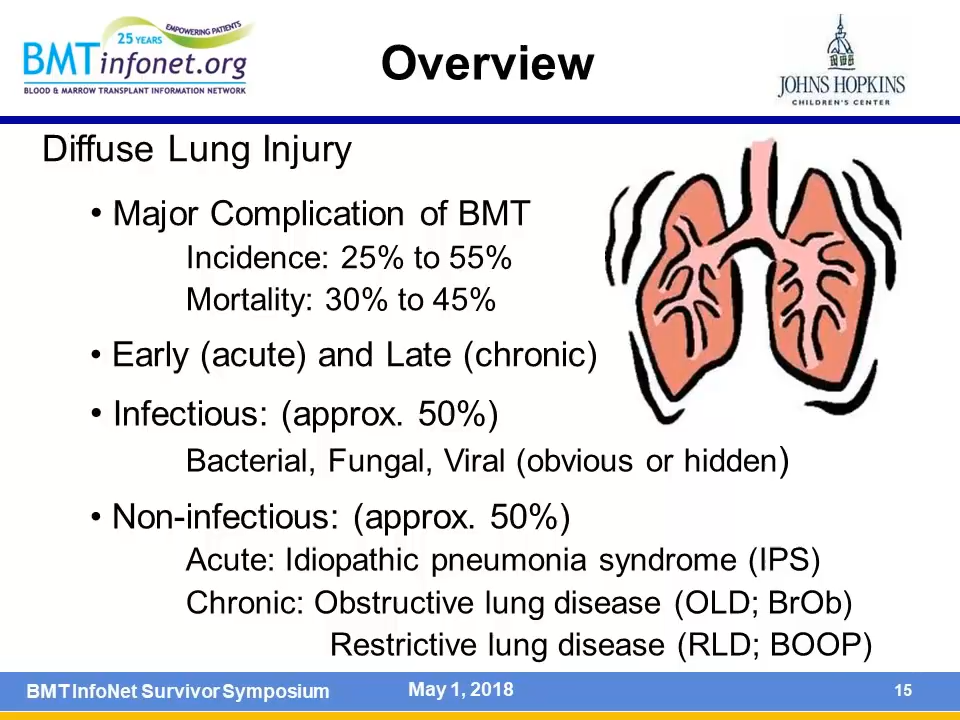 25 YEARS
EMPOWERING PATIENTS
BMTinfonet.org
BLOOD & MARROW TRANSPLANT INFORMATION NETWORK
Overview
JOHNS HOPKINS
CHILDREN'S CENTER
Diffuse Lung Injury
• Major Complication of BMT
Incidence: 25% to 55%
Mortality: 30% to 45%
• Early (acute) and Late (chronic)
• Infectious: (approx. 50%)
Bacterial, Fungal, Viral (obvious or hidden)
• Non-infectious: (approx. 50%)
Acute: Idiopathic pneumonia syndrome (IPS)
Chronic: Obstructive lung disease (OLD; BrOb)
Restrictive lung disease (RLD; BOOP)
BMT InfoNet Survivor Symposium
May 1, 2018
15